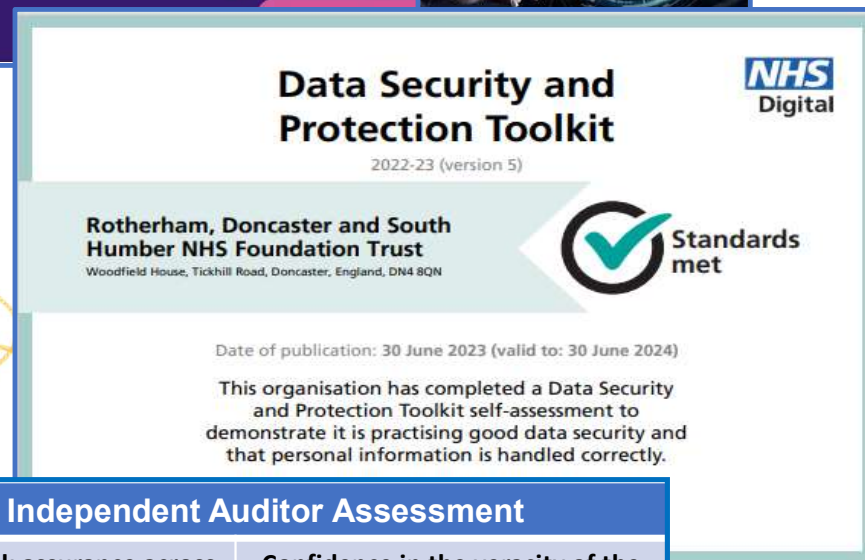 Data Security and
Protection Toolkit
NHS
Digital
2022-23 (version 5)
Rotherham, Doncaster and South
Humber NHS Foundation Trust
Woodfield House, Tickhill Road, Doncaster, England, DN4 8QN
Standards
met
Date of publication: 30 June 2023 (valid to: 30 June 2024)
This organisation has completed a Data Security
and Protection Toolkit self-assessment to
demonstrate it is practising good data security and
that personal information is handled correctly.
Independent Auditor Assessment
assurance across
Confidence in the veracity of the